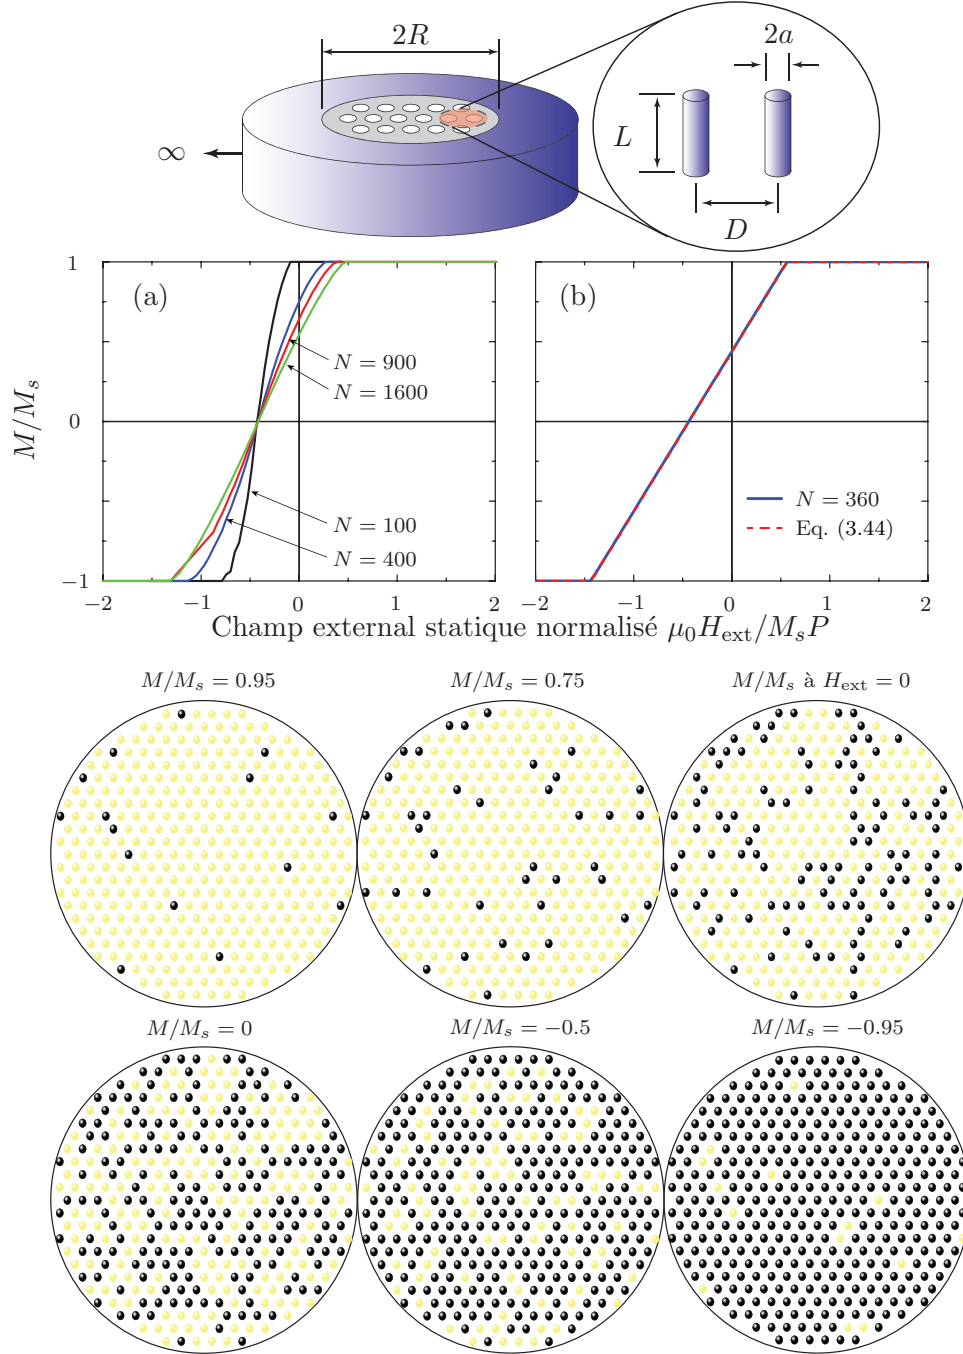 2R
2a
∞
L
D
(a)
(b)
M/M_s
1
0
−1
N = 900
N = 1600
N = 100
N = 400
N = 360
Eq. (3.44)
−2 −1 0 1 2
−2 −1 0 1 2
Champ external statique normalisé μ₀H_ext/M_sP
M/M_s = 0.95
M/M_s = 0.75
M/M_s à H_ext = 0
M/M_s = 0
M/M_s = −0.5
M/M_s = −0.95